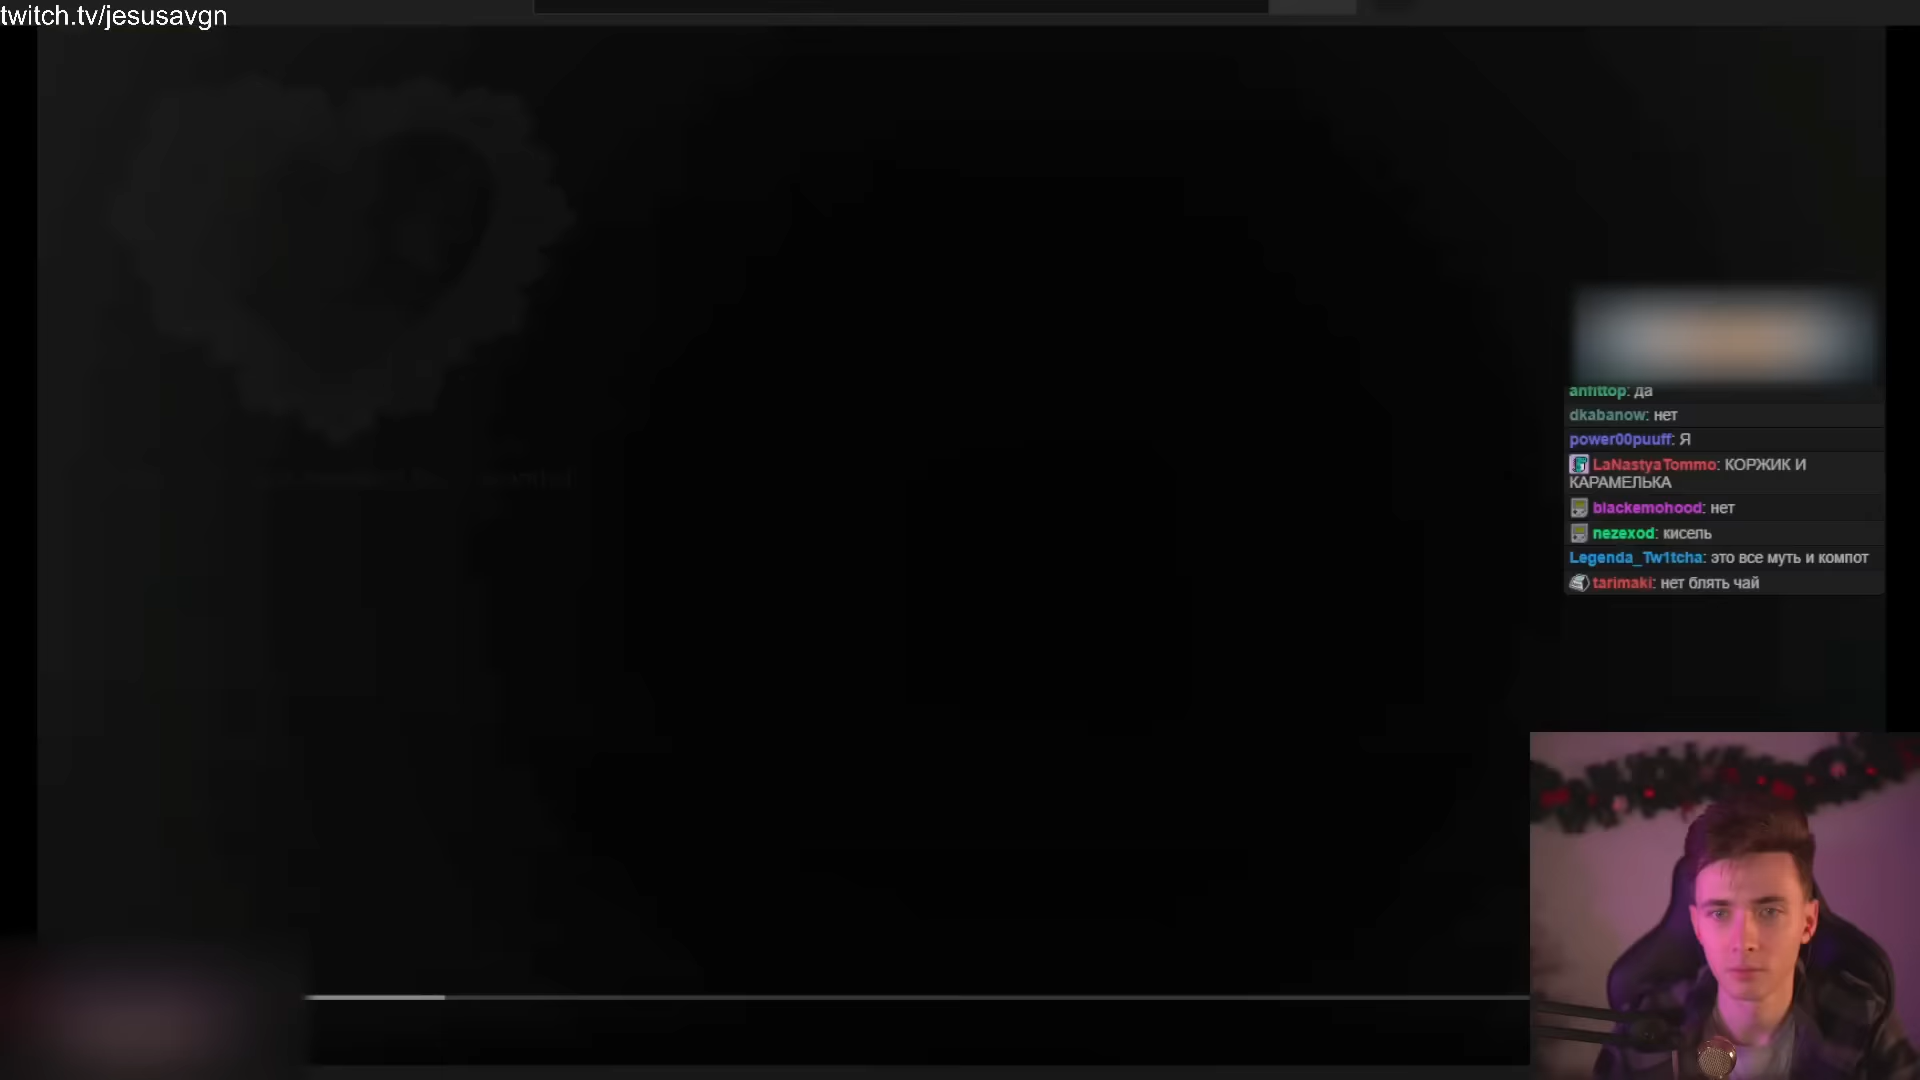 twitch.tv/jesusavgn
anfittop: да
dkabanow: нет
power00puuff: Я
LaNastyaTommo: КОРЖИК И
КАРАМЕЛЬКА
blackemohood: нет
nezexod: кисель
Legenda_Tw1tcha: это все муть и компот
tarimaki: нет блять чай